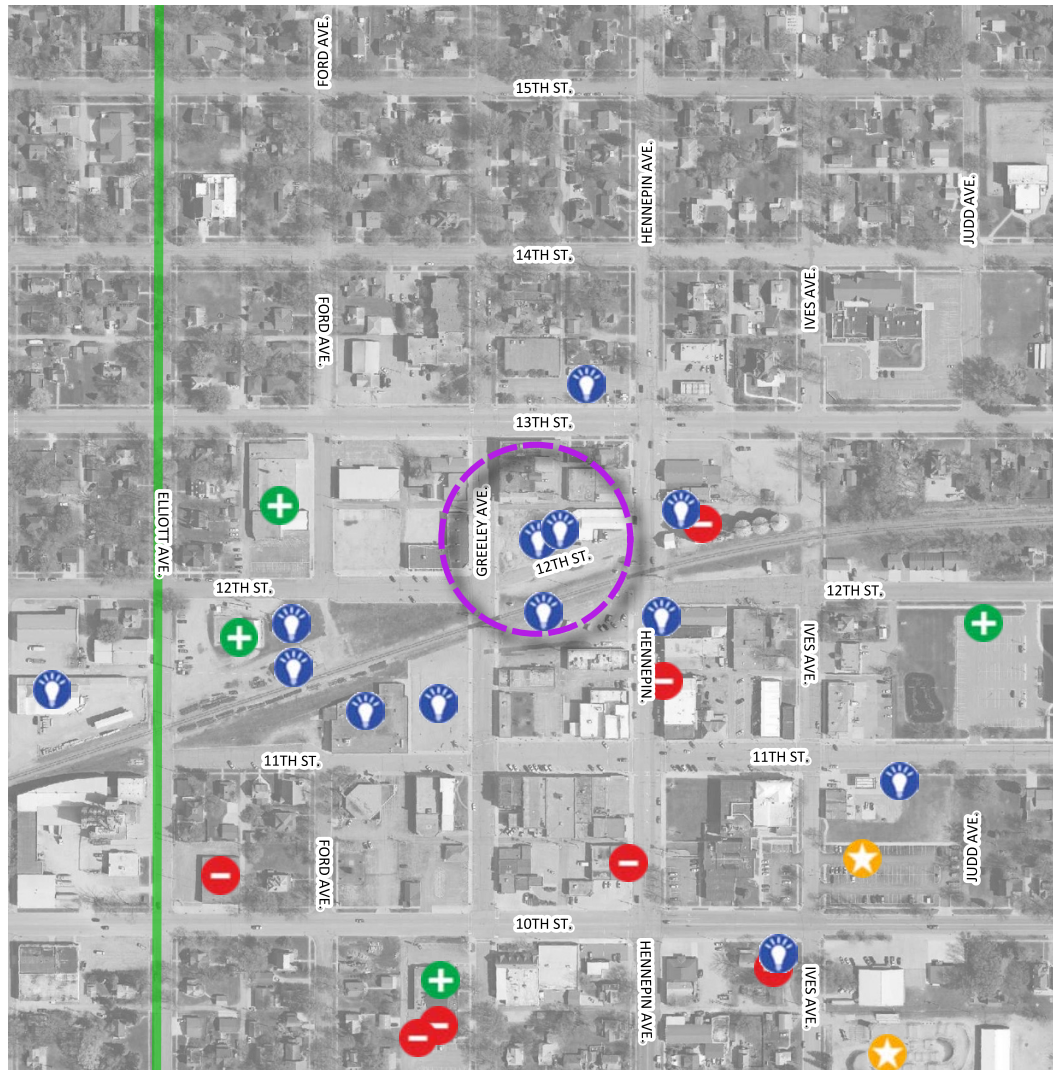 FORD AVE.
15TH ST.
HENNEPIN AVE.
JUDD AVE.
14TH ST.
IVES AVE.
FORD AVE.
13TH ST.
ELLIOTT AVE.
GREELEY AVE.
12TH ST.
12TH ST.
12TH ST.
HENNEPIN.
IVES AVE.
11TH ST.
11TH ST.
FORD AVE.
JUDD AVE.
10TH ST.
HENNEPIN AVE.
IVES AVE.